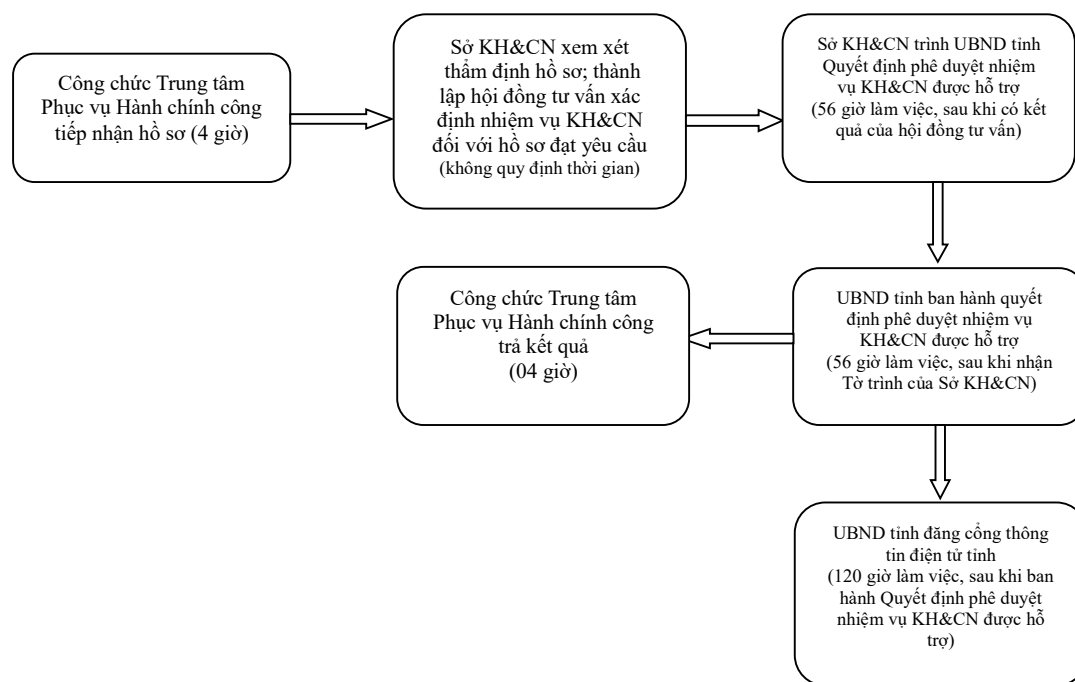 Công chức Trung tâm
Phục vụ Hành chính công
tiếp nhận hồ sơ (4 giờ)
Sở KH&CN xem xét
thẩm định hồ sơ; thành
lập hội đồng tư vấn xác
định nhiệm vụ KH&CN
đối với hồ sơ đạt yêu cầu
(không quy định thời gian)
Sở KH&CN trình UBND tỉnh
Quyết định phê duyệt nhiệm
vụ KH&CN được hỗ trợ
(56 giờ làm việc, sau khi có kết
quả của hội đồng tư vấn)
UBND tỉnh ban hành quyết
định phê duyệt nhiệm vụ
KH&CN được hỗ trợ
(56 giờ làm việc, sau khi nhận
Tờ trình của Sở KH&CN)
Công chức Trung tâm
Phục vụ Hành chính công
trả kết quả
(04 giờ)
UBND tỉnh đăng cổng thông
tin điện tử tỉnh
(120 giờ làm việc, sau khi ban
hành Quyết định phê duyệt
nhiệm vụ KH&CN được hỗ
trợ)